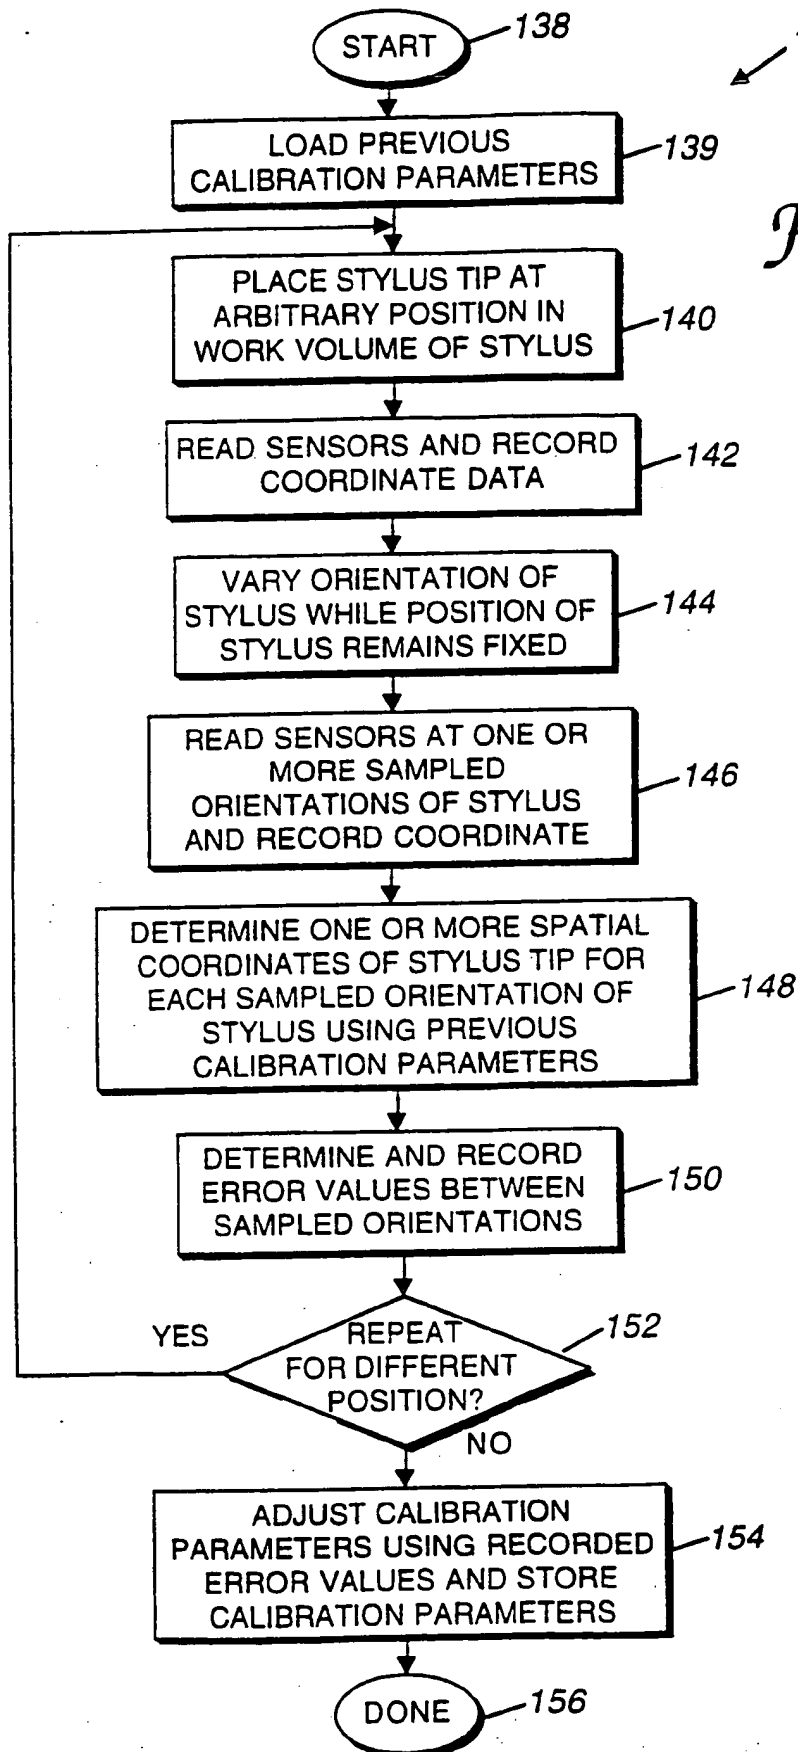 START
138
LOAD PREVIOUS
CALIBRATION PARAMETERS
139
PLACE STYLUS TIP AT
ARBITRARY POSITION IN
WORK VOLUME OF STYLUS
140
READ SENSORS AND RECORD
COORDINATE DATA
142
VARY ORIENTATION OF
STYLUS WHILE POSITION OF
STYLUS REMAINS FIXED
144
READ SENSORS AT ONE OR
MORE SAMPLED
ORIENTATIONS OF STYLUS
AND RECORD COORDINATE
146
DETERMINE ONE OR MORE SPATIAL
COORDINATES OF STYLUS TIP FOR
EACH SAMPLED ORIENTATION OF
STYLUS USING PREVIOUS
CALIBRATION PARAMETERS
148
DETERMINE AND RECORD
ERROR VALUES BETWEEN
SAMPLED ORIENTATIONS
150
REPEAT
FOR DIFFERENT
POSITION?
152
YES
NO
ADJUST CALIBRATION
PARAMETERS USING RECORDED
ERROR VALUES AND STORE
CALIBRATION PARAMETERS
154
DONE
156